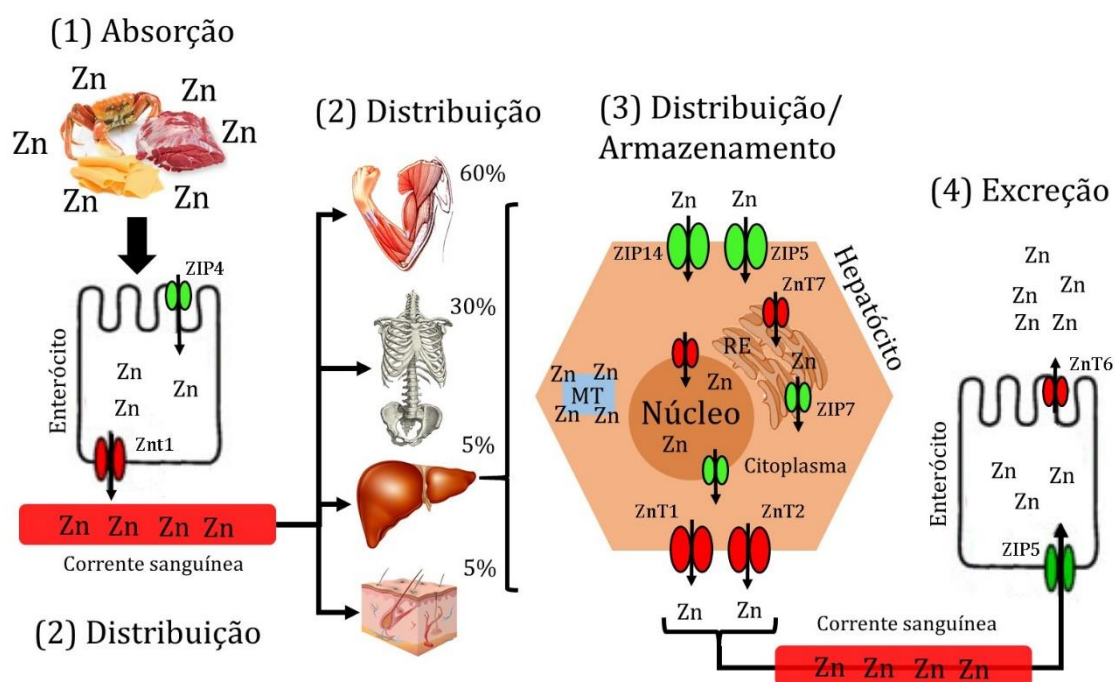 (1) Absorção
Zn
Zn
Zn
Zn
Zn
Zn
ZIP4
Enterócito
Zn
Zn
Zn
Zn
Znt1
Zn Zn Zn Zn
Corrente sanguínea
(2) Distribuição
(2) Distribuição
60%
30%
5%
5%
(3) Distribuição/
Armazenamento
Zn Zn
ZIP14
ZIP5
Hepatócito
ZnT7
RE
Zn
Zn
ZIP7
Zn Zn
MT
Zn Zn
Núcleo
Zn
Citoplasma
ZnT1
ZnT2
Zn Zn
Corrente sanguínea
Zn Zn Zn Zn
(4) Excreção
Zn
Zn Zn
Zn Zn
ZnT6
Enterócito
Zn
Zn
Zn
Zn
ZIP5